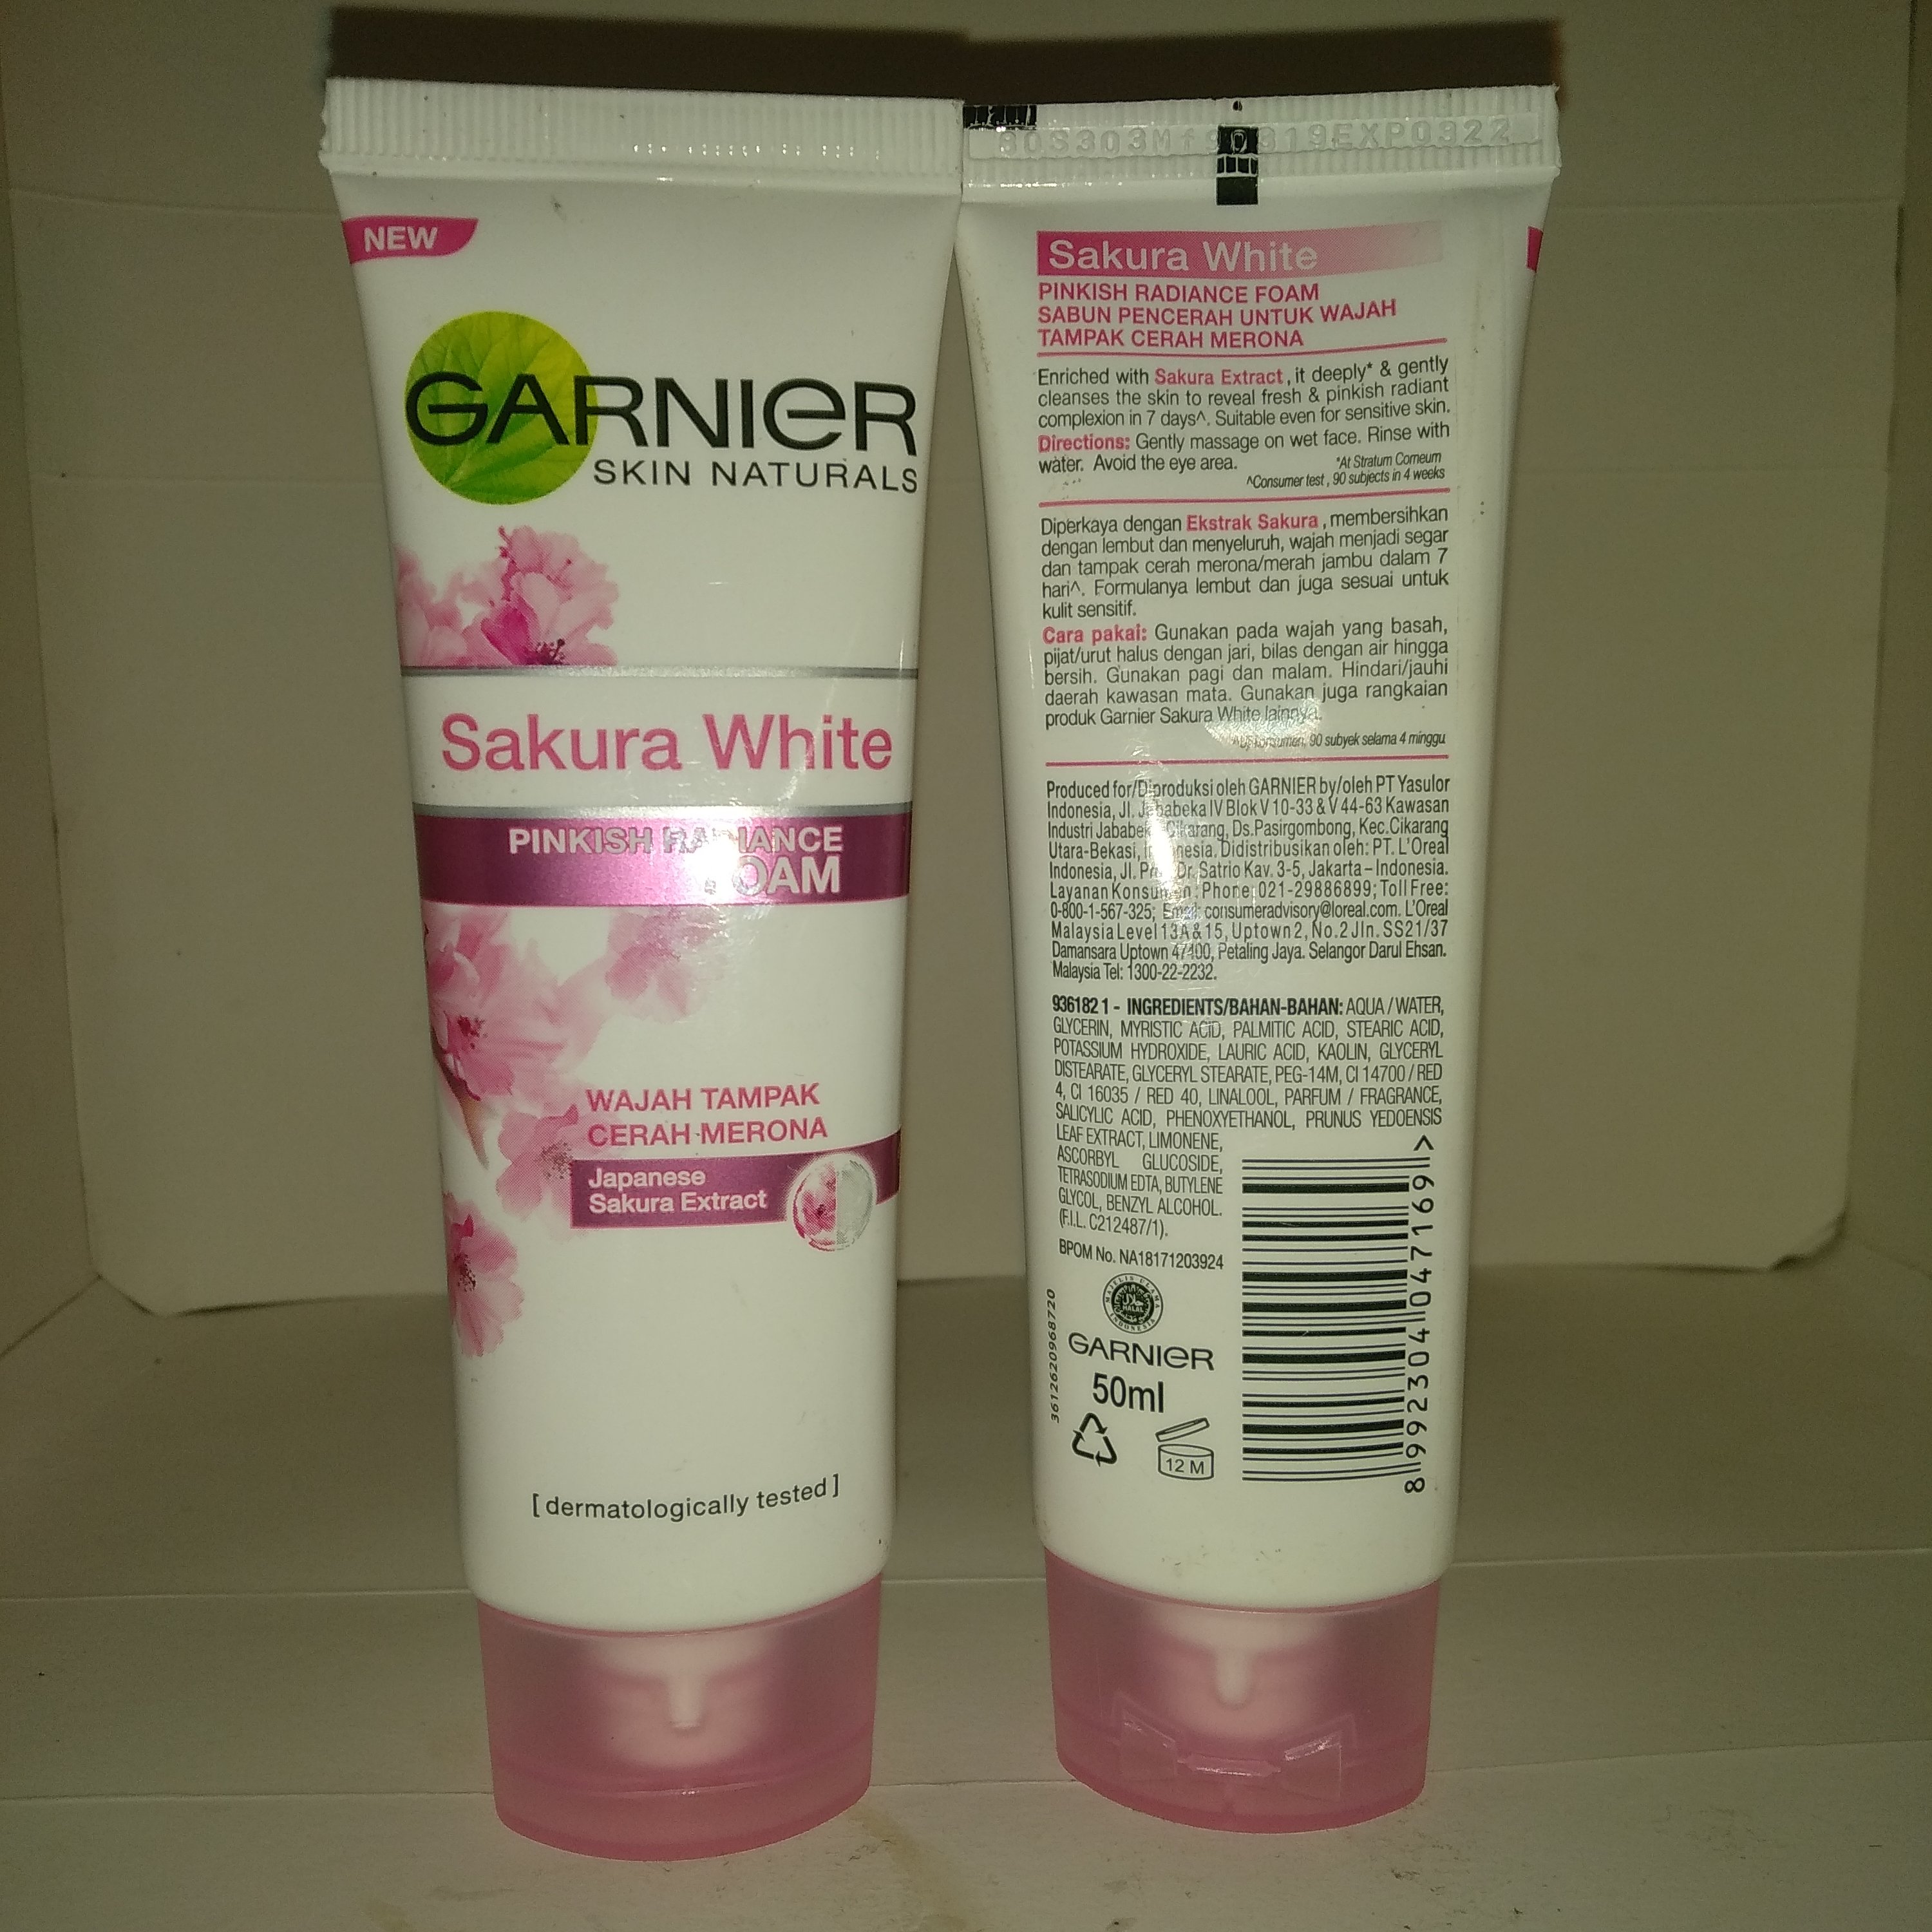 NEW
GARNIER
SKIN NATURALS
Sakura White
PINKISH RADIANCE
FOAM
WAJAH TAMPAK
CERAH MERONA
Japanese
Sakura Extract
[ dermatologically tested ]
EXP0322
Sakura White
PINKISH RADIANCE FOAM
SABUN PENCERAH UNTUK WAJAH
TAMPAK CERAH MERONA
Enriched with Sakura Extract, it deeply* & gently
cleanses the skin to reveal fresh & pinkish radiant
complexion in 7 days^. Suitable even for sensitive skin.
Directions: Gently massage on wet face. Rinse with
water. Avoid the eye area.
*At Stratum Corneum
^Consumer test, 90 subjects in 4 weeks
Diperkaya dengan Ekstrak Sakura, membersihkan
dengan lembut dan menyeluruh, wajah menjadi segar
dan tampak cerah merona/merah jambu dalam 7
hari^. Formulanya lembut dan juga sesuai untuk
kulit sensitif.
Cara pakai: Gunakan pada wajah yang basah,
pijat/urut halus dengan jari, bilas dengan air hingga
bersih. Gunakan pagi dan malam. Hindari/jauhi
daerah kawasan mata. Gunakan juga rangkaian
produk Garnier Sakura White lainnya.
konsumen, 90 subyek selama 4 minggu
Produced for/Diproduksi oleh GARNIER by/oleh PT Yasulor
Indonesia, Jl. Jababeka IV Blok V 10-33 & V 44-63 Kawasan
Industri Jababeka Cikarang, Ds.Pasirgombong, Kec.Cikarang
Utara-Bekasi, Indonesia. Didistribusikan oleh: PT. L'Oreal
Indonesia, Jl. Prof. Dr. Satrio Kav. 3-5, Jakarta – Indonesia.
Layanan Konsumen : Phone: 021-29886899; Toll Free:
0-800-1-567-325; Email: consumeradvisory@loreal.com. L'Oreal
Malaysia Level 13A & 15, Uptown 2, No. 2 Jln. SS21/37
Damansara Uptown 47400, Petaling Jaya. Selangor Darul Ehsan.
Malaysia Tel: 1300-22-2232.
936182 1 - INGREDIENTS/BAHAN-BAHAN: AQUA / WATER,
GLYCERIN, MYRISTIC ACID, PALMITIC ACID, STEARIC ACID,
POTASSIUM HYDROXIDE, LAURIC ACID, KAOLIN, GLYCERYL
DISTEARATE, GLYCERYL STEARATE, PEG-14M, CI 14700 / RED
4, CI 16035 / RED 40, LINALOOL, PARFUM / FRAGRANCE,
SALICYLIC ACID, PHENOXYETHANOL, PRUNUS YEDOENSIS
LEAF EXTRACT, LIMONENE,
ASCORBYL GLUCOSIDE,
TETRASODIUM EDTA, BUTYLENE
GLYCOL, BENZYL ALCOHOL.
(F.I.L. C212487/1).
BPOM No. NA18171203924
MAJELIS ULAMA INDONESIA
HALAL
3612620968720
GARNIER
50ml
12 M
8 992304 047169 >